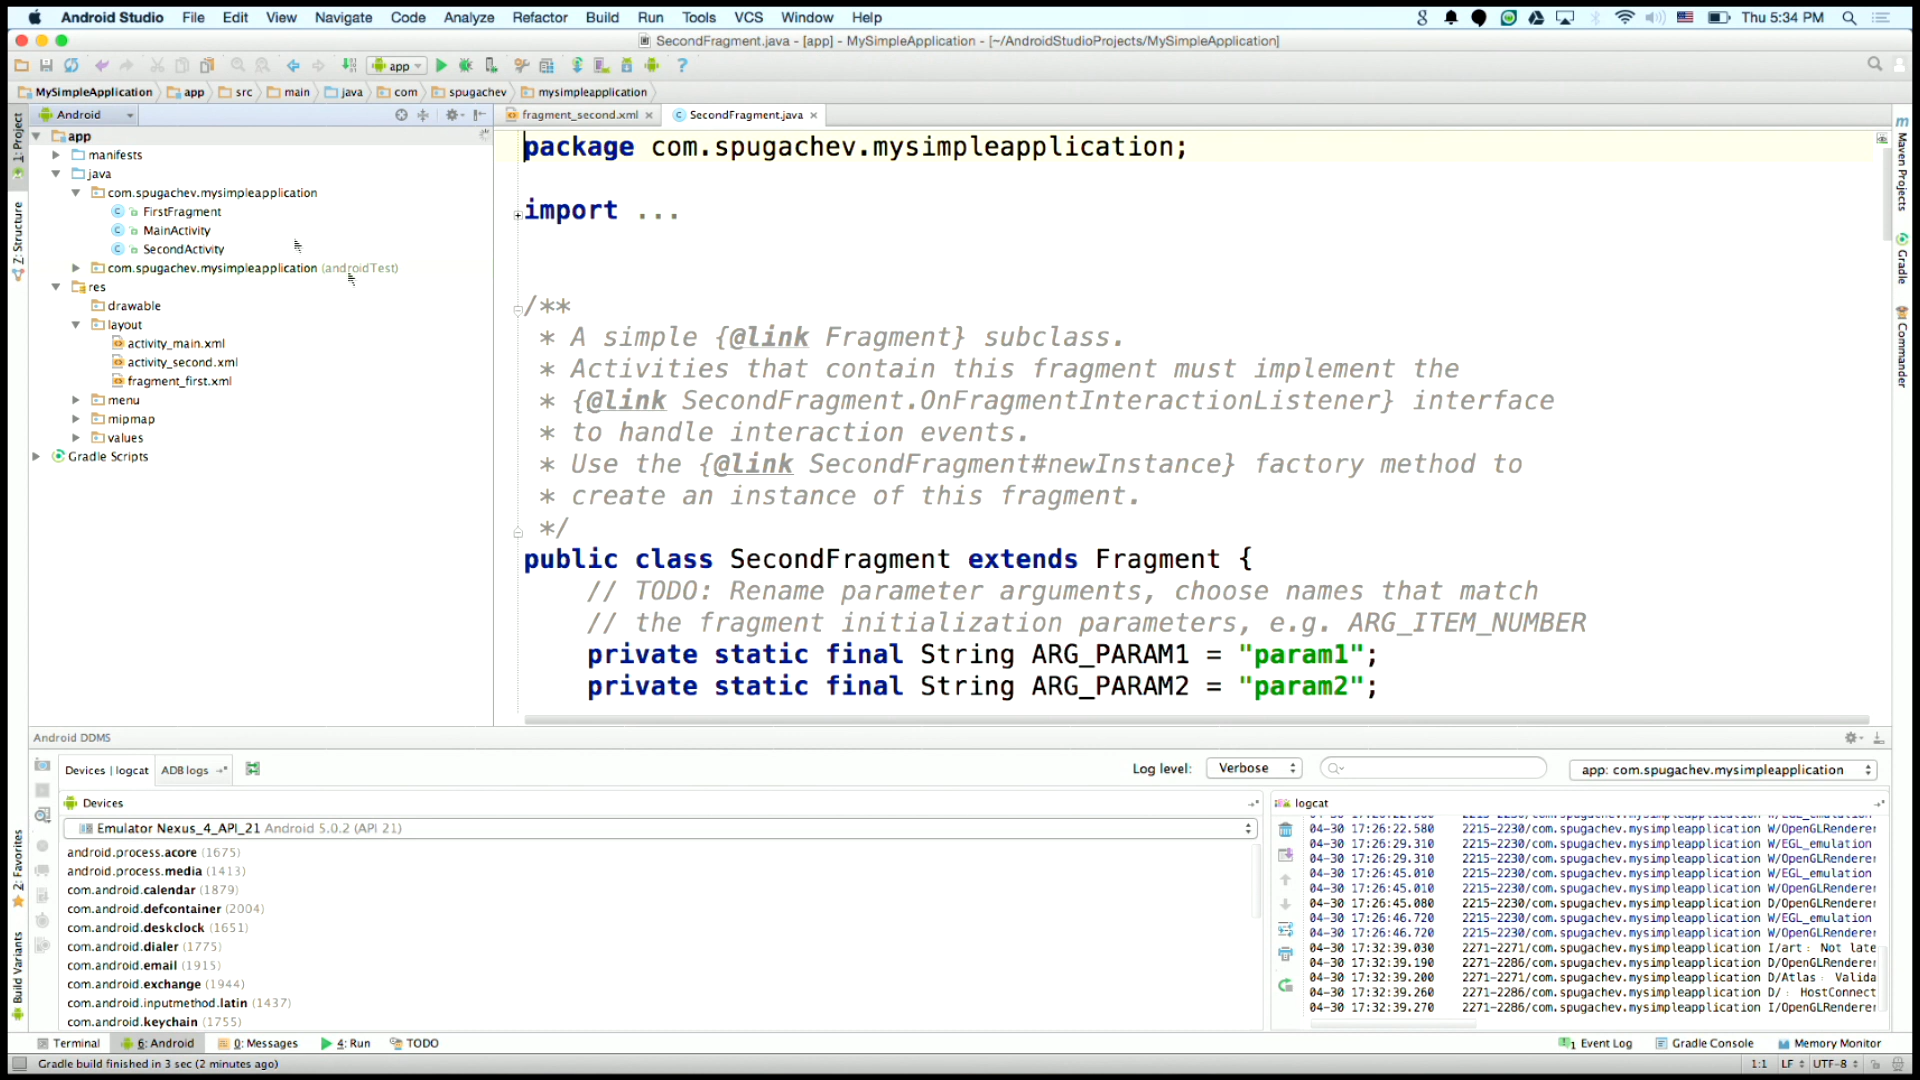 Android Studio File Edit View Navigate Code Analyze Refactor Build Run Tools VCS Window Help Thu 5:34 PM
SecondFragment.java - [app] - MySimpleApplication - [~/AndroidStudioProjects/MySimpleApplication]
app
MySimpleApplication app src main java com spugachev mysimpleapplication
Android fragment_second.xml SecondFragment.java
1: Project
Z: Structure
2: Favorites
Build Variants
app
manifests
java
com.spugachev.mysimpleapplication
FirstFragment
MainActivity
SecondActivity
com.spugachev.mysimpleapplication (androidTest)
res
drawable
layout
activity_main.xml
activity_second.xml
fragment_first.xml
menu
mipmap
values
Gradle Scripts
package com.spugachev.mysimpleapplication;
import ...
/**
* A simple {@link Fragment} subclass.
* Activities that contain this fragment must implement the
* {@link SecondFragment.OnFragmentInteractionListener} interface
* to handle interaction events.
* Use the {@link SecondFragment#newInstance} factory method to
* create an instance of this fragment.
*/
public class SecondFragment extends Fragment {
// TODO: Rename parameter arguments, choose names that match
// the fragment initialization parameters, e.g. ARG_ITEM_NUMBER
private static final String ARG_PARAM1 = "param1";
private static final String ARG_PARAM2 = "param2";
Maven Projects
Gradle
Commander
Android DDMS
Devices | logcat ADB logs Log level: Verbose app: com.spugachev.mysimpleapplication
Devices
Emulator Nexus_4_API_21 Android 5.0.2 (API 21)
android.process.acore (1675)
android.process.media (1413)
com.android.calendar (1879)
com.android.defcontainer (2004)
com.android.deskclock (1651)
com.android.dialer (1775)
com.android.email (1915)
com.android.exchange (1944)
com.android.inputmethod.latin (1437)
com.android.keychain (1755)
logcat
04-30 17:26:22.580 2215-2230/com.spugachev.mysimpleapplication W/OpenGLRenderer
04-30 17:26:29.310 2215-2230/com.spugachev.mysimpleapplication W/EGL_emulation
04-30 17:26:29.310 2215-2230/com.spugachev.mysimpleapplication W/OpenGLRenderer
04-30 17:26:45.010 2215-2230/com.spugachev.mysimpleapplication W/EGL_emulation
04-30 17:26:45.010 2215-2230/com.spugachev.mysimpleapplication W/OpenGLRenderer
04-30 17:26:45.080 2215-2230/com.spugachev.mysimpleapplication D/OpenGLRenderer
04-30 17:26:46.720 2215-2230/com.spugachev.mysimpleapplication W/EGL_emulation
04-30 17:26:46.720 2215-2230/com.spugachev.mysimpleapplication W/OpenGLRenderer
04-30 17:32:39.030 2271-2271/com.spugachev.mysimpleapplication I/art : Not late
04-30 17:32:39.190 2271-2286/com.spugachev.mysimpleapplication D/OpenGLRenderer
04-30 17:32:39.200 2271-2271/com.spugachev.mysimpleapplication D/Atlas : Valida
04-30 17:32:39.260 2271-2286/com.spugachev.mysimpleapplication D/ : HostConnect
04-30 17:32:39.270 2271-2286/com.spugachev.mysimpleapplication I/OpenGLRenderer
Terminal 6: Android 0: Messages 4: Run TODO 1 Event Log Gradle Console Memory Monitor
Gradle build finished in 3 sec (2 minutes ago) 1:1 LF UTF-8